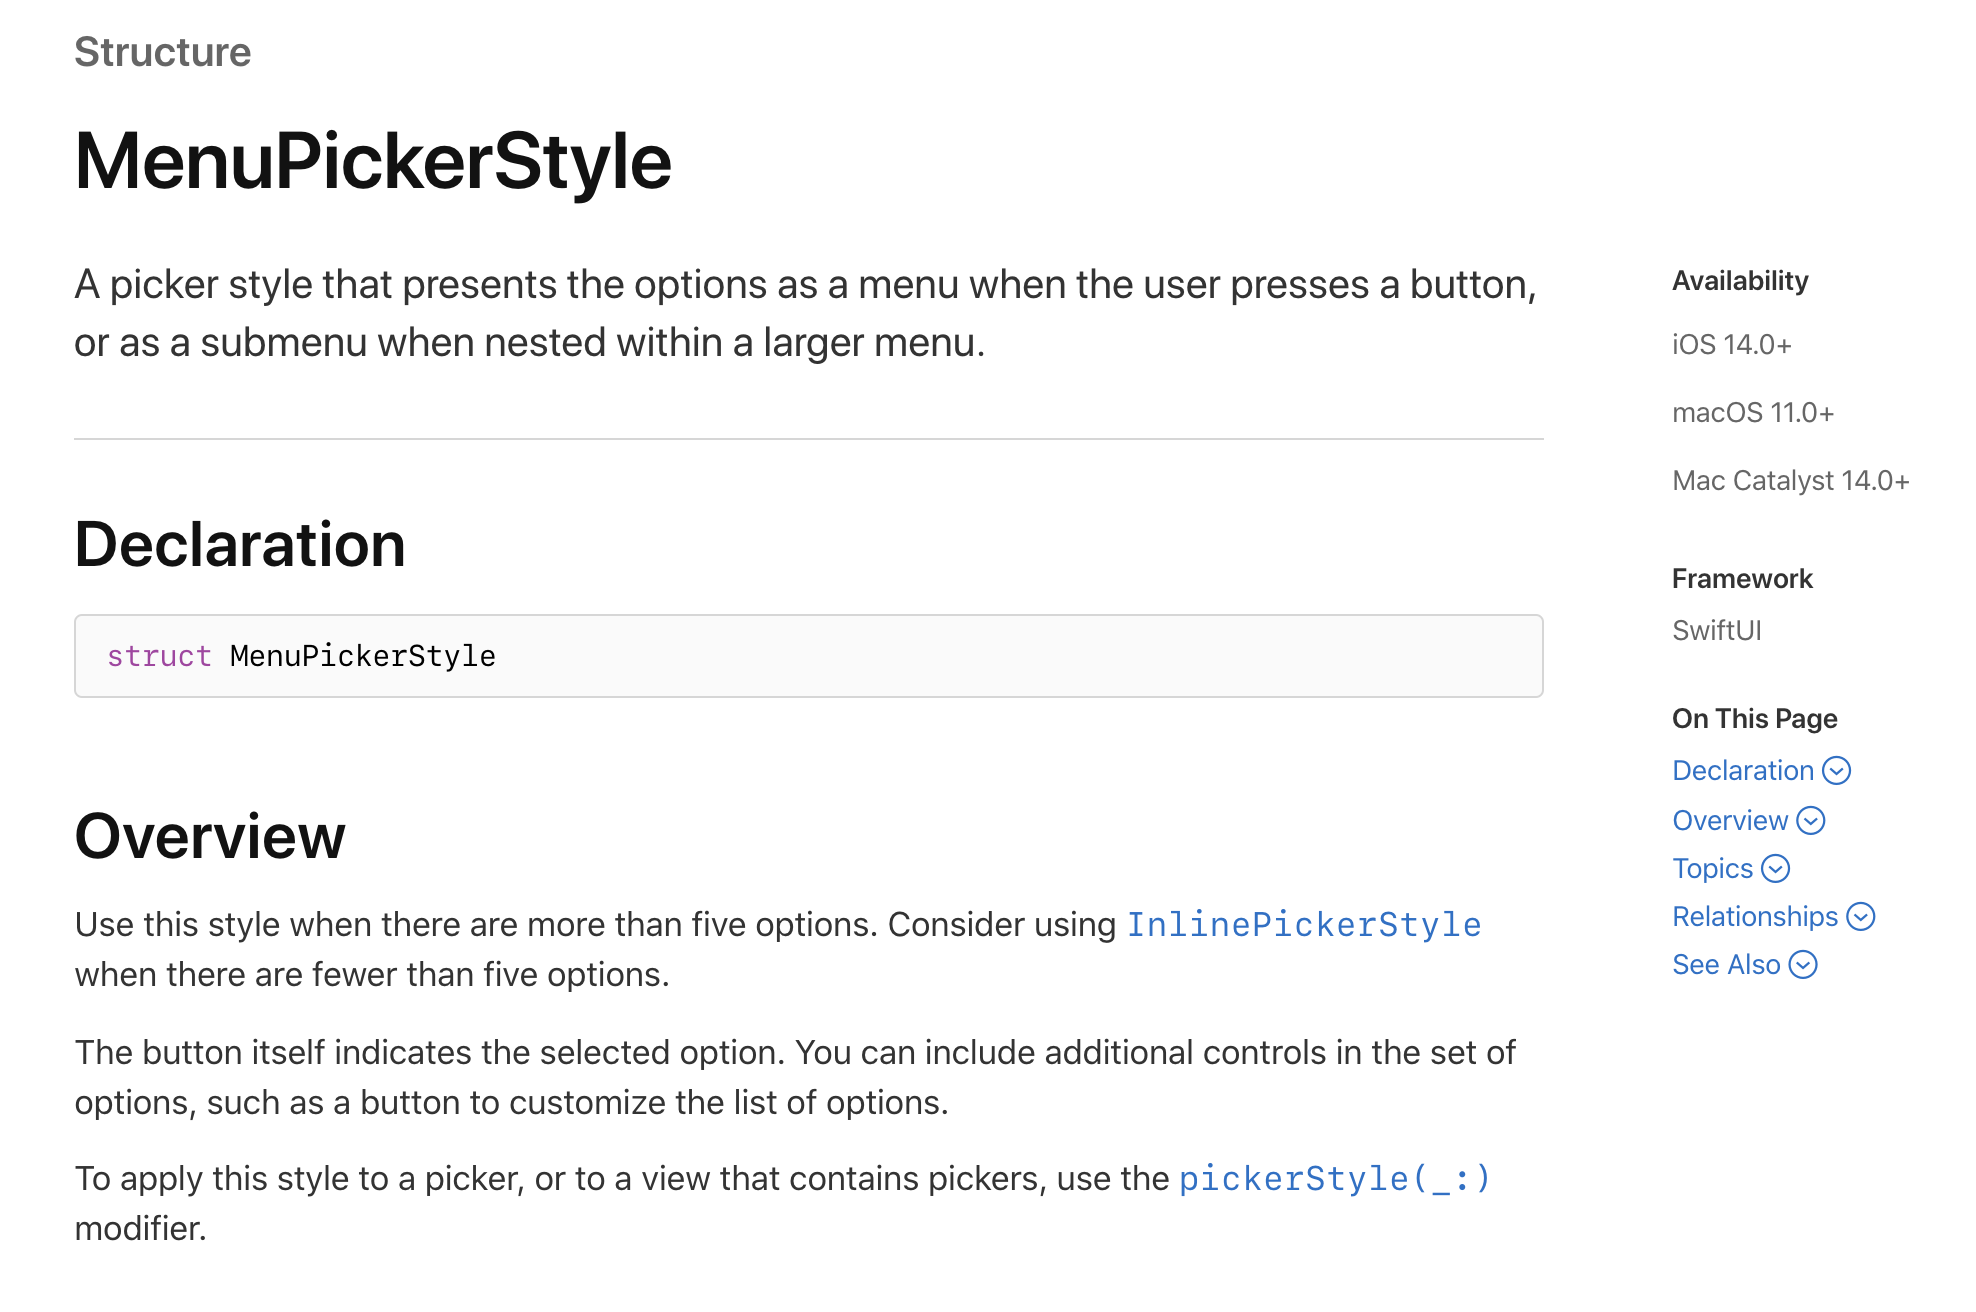 Structure
MenuPickerStyle
A picker style that presents the options as a menu when the user presses a button,
or as a submenu when nested within a larger menu.
Declaration
struct MenuPickerStyle
Overview
Use this style when there are more than five options. Consider using InlinePickerStyle
when there are fewer than five options.
The button itself indicates the selected option. You can include additional controls in the set of
options, such as a button to customize the list of options.
To apply this style to a picker, or to a view that contains pickers, use the pickerStyle(_:)
modifier.
Availability
iOS 14.0+
macOS 11.0+
Mac Catalyst 14.0+
Framework
SwiftUI
On This Page
Declaration
Overview
Topics
Relationships
See Also